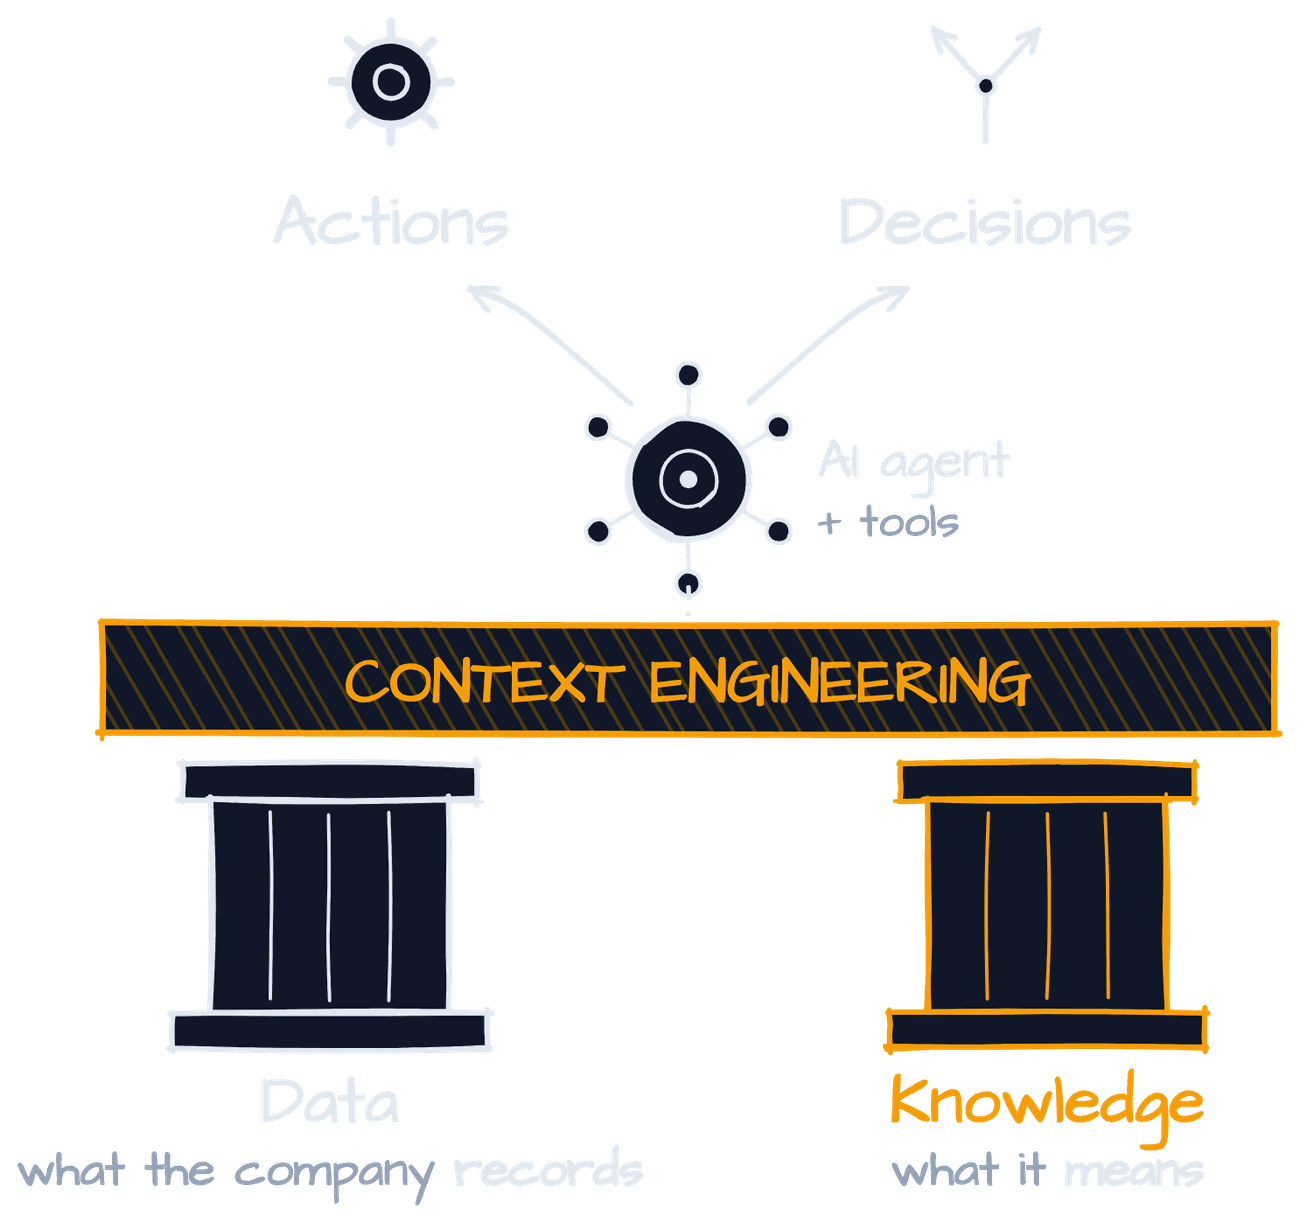 Actions
Decisions
AI agent
+ tools
CONTEXT ENGINEERING
Data
what the company records
Knowledge
what it means